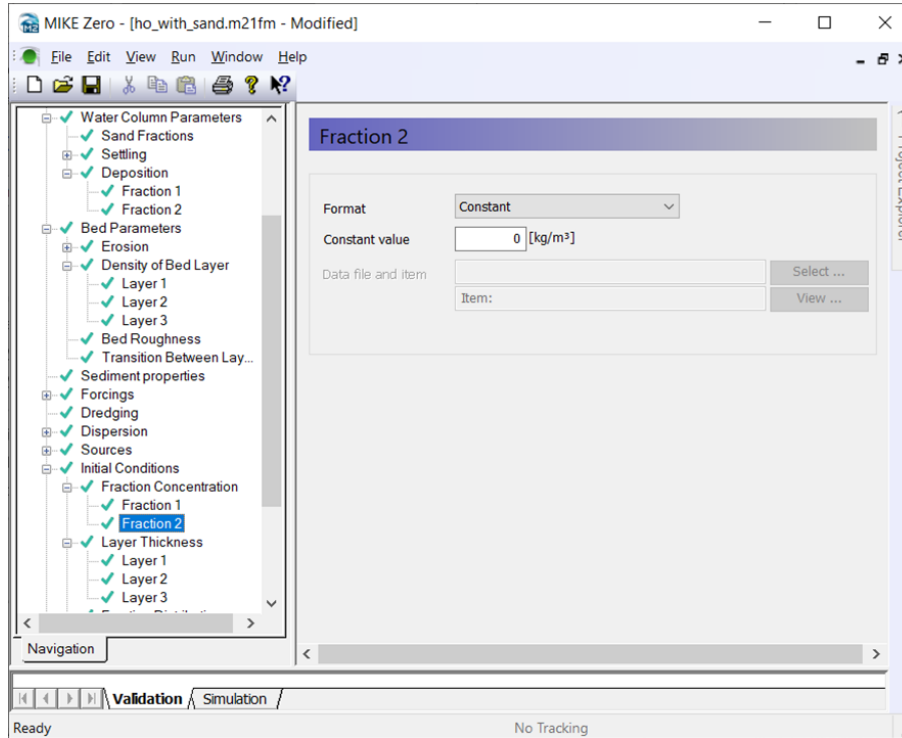 MIKE Zero - [ho_with_sand.m21fm - Modified]
File Edit View Run Window Help
Water Column Parameters
Sand Fractions
Settling
Deposition
Fraction 1
Fraction 2
Bed Parameters
Erosion
Density of Bed Layer
Layer 1
Layer 2
Layer 3
Bed Roughness
Transition Between Lay...
Sediment properties
Forcings
Dredging
Dispersion
Sources
Initial Conditions
Fraction Concentration
Fraction 1
Fraction 2
Layer Thickness
Layer 1
Layer 2
Layer 3
Navigation
Fraction 2
Format Constant
Constant value 0 [kg/m³]
Data file and item Select ...
Item: View ...
Project Explorer
Validation Simulation
Ready No Tracking